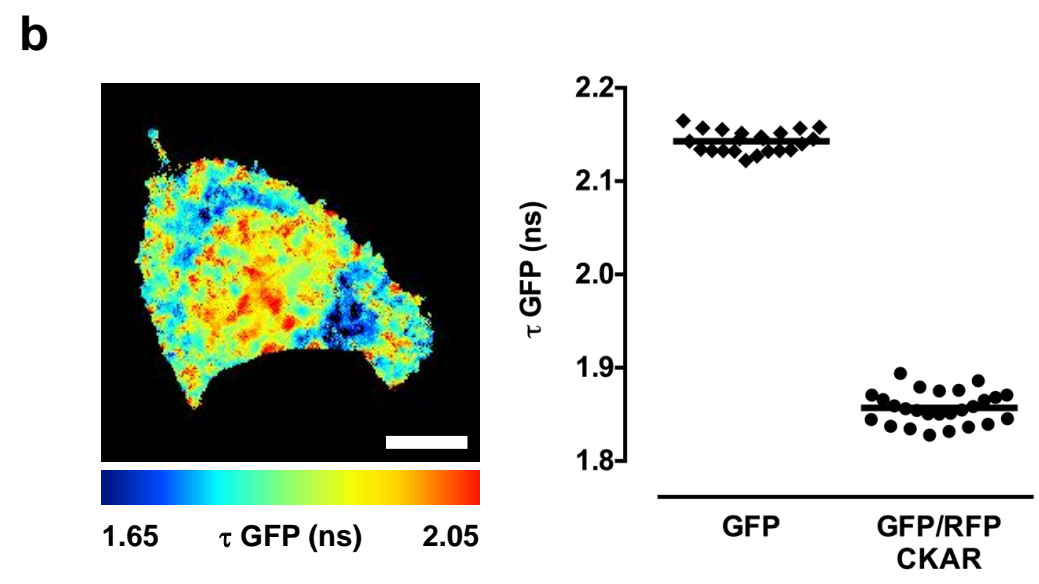 b
1.65 τ GFP (ns) 2.05
τ GFP (ns)
2.2
2.1
2.0
1.9
1.8
GFP
GFP/RFP
CKAR